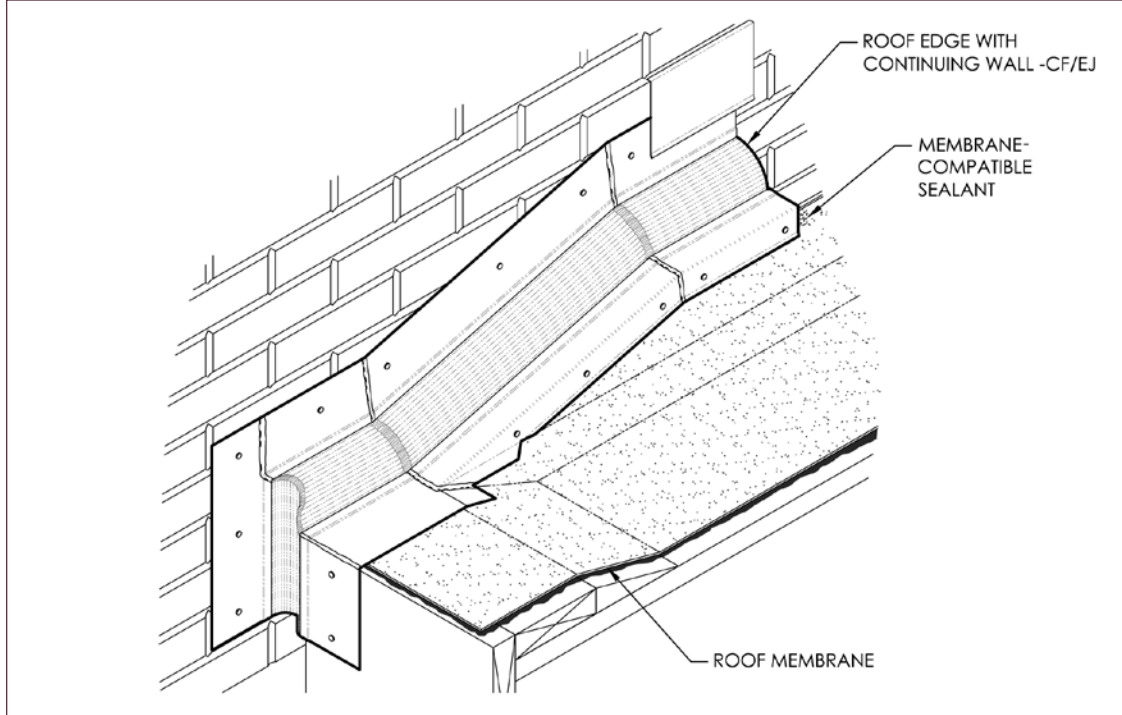 ROOF EDGE WITH
CONTINUING WALL -CF/EJ
MEMBRANE-
COMPATIBLE
SEALANT
ROOF MEMBRANE